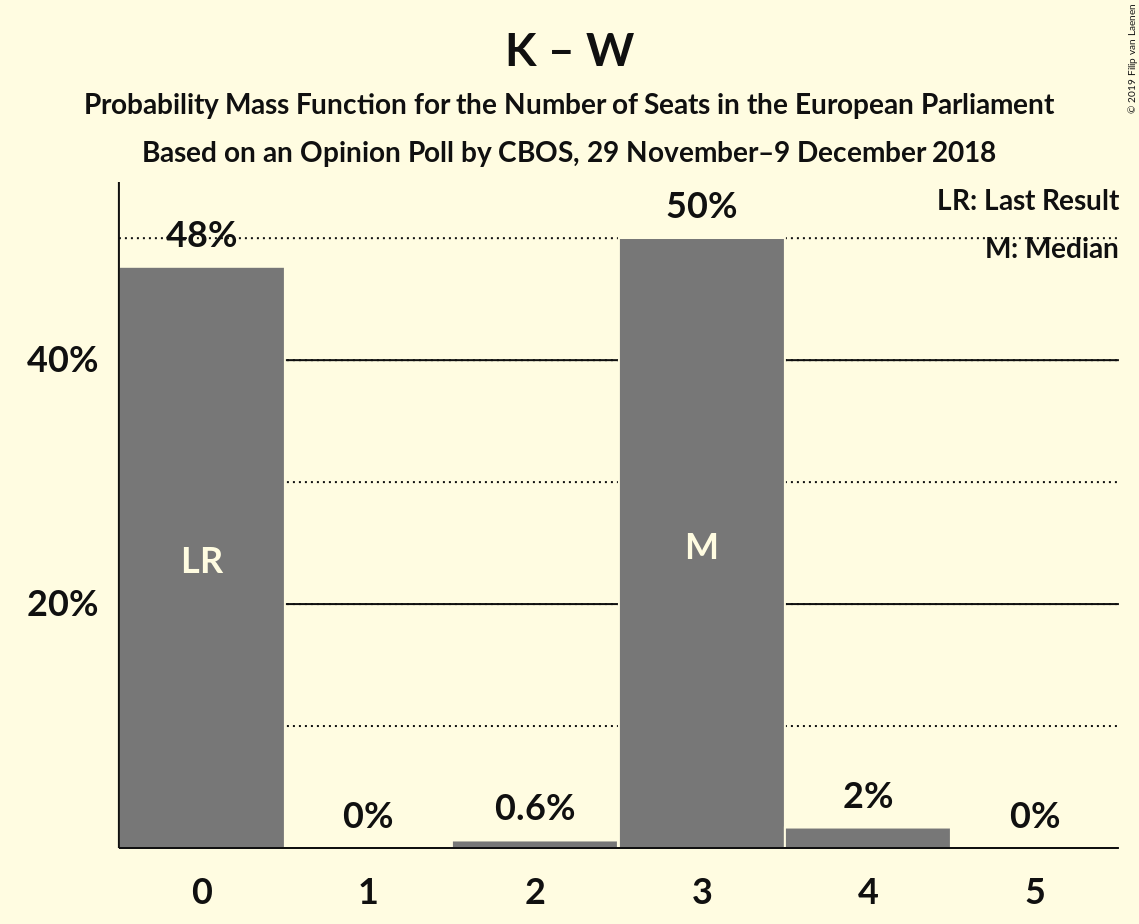 K – W
Probability Mass Function for the Number of Seats in the European Parliament
Based on an Opinion Poll by CBOS, 29 November–9 December 2018
© 2019 Filip van Laenen
LR: Last Result
M: Median
48%
50%
40%
20%
LR
M
0%
0.6%
2%
0%
0
1
2
3
4
5